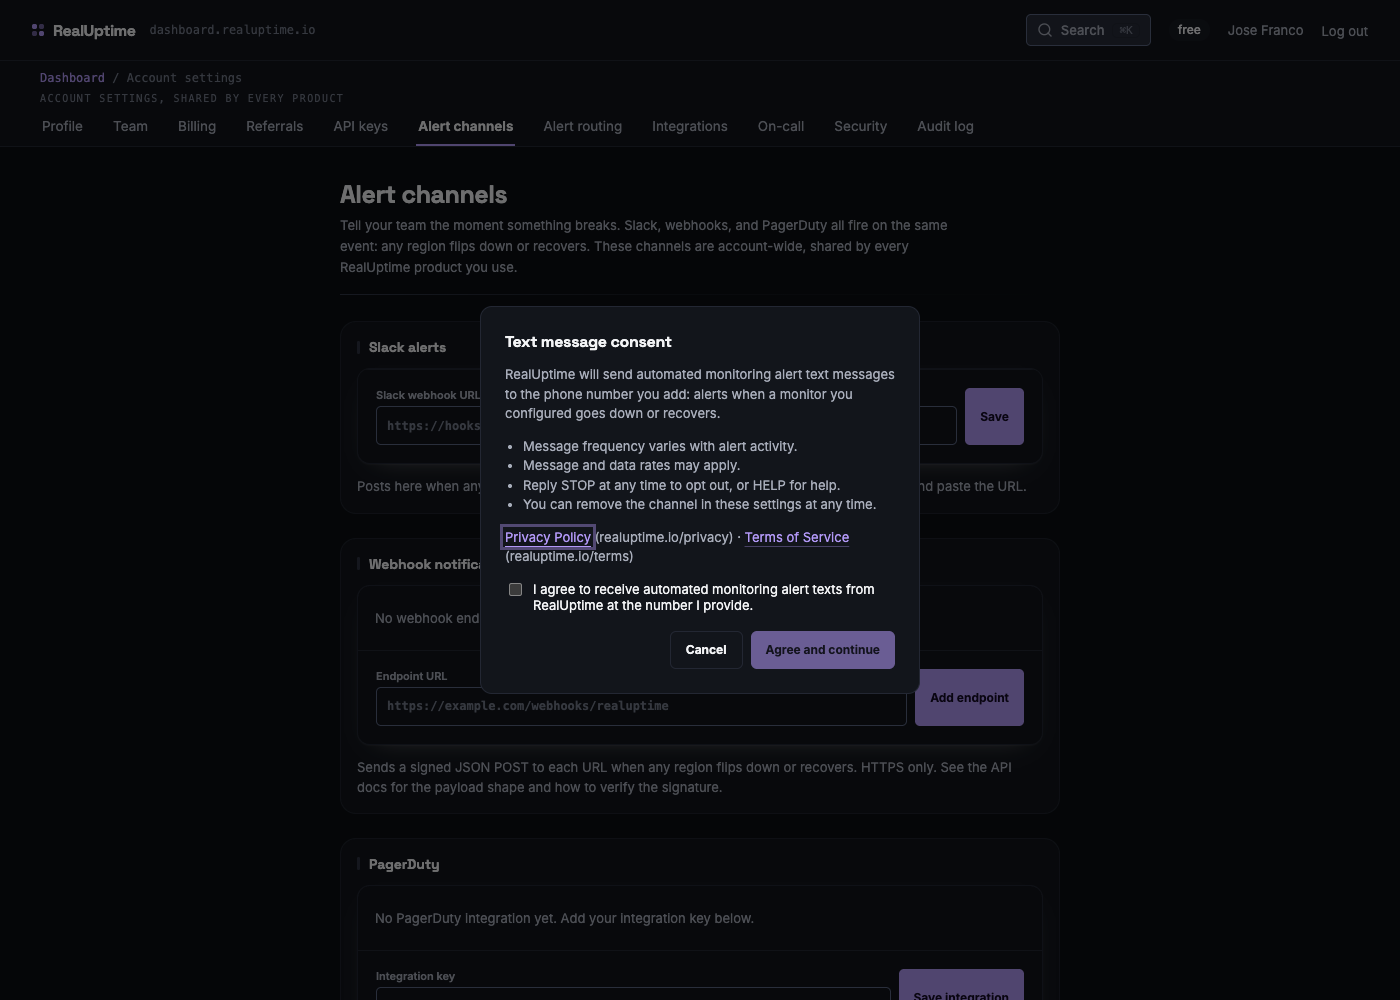 RealUptime dashboard.realuptime.io Search ⌘K free Jose Franco Log out
Dashboard / Account settings
ACCOUNT SETTINGS, SHARED BY EVERY PRODUCT
Profile Team Billing Referrals API keys Alert channels Alert routing Integrations On-call Security Audit log
Alert channels
Tell your team the moment something breaks. Slack, webhooks, and PagerDuty all fire on the same
event: any region flips down or recovers. These channels are account-wide, shared by every
RealUptime product you use.
Slack alerts
Slack webhook URL
https://hooks
Save
Posts here when any
nd paste the URL.
Text message consent
RealUptime will send automated monitoring alert text messages
to the phone number you add: alerts when a monitor you
configured goes down or recovers.
• Message frequency varies with alert activity.
• Message and data rates may apply.
• Reply STOP at any time to opt out, or HELP for help.
• You can remove the channel in these settings at any time.
Privacy Policy (realuptime.io/privacy) · Terms of Service
(realuptime.io/terms)
I agree to receive automated monitoring alert texts from
RealUptime at the number I provide.
Cancel Agree and continue
Webhook notifica
No webhook end
Endpoint URL
https://example.com/webhooks/realuptime
Add endpoint
Sends a signed JSON POST to each URL when any region flips down or recovers. HTTPS only. See the API
docs for the payload shape and how to verify the signature.
PagerDuty
No PagerDuty integration yet. Add your integration key below.
Integration key
Save integration